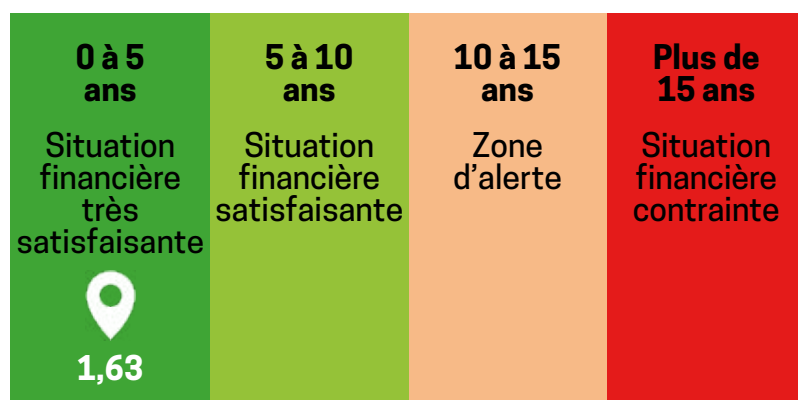 0 à 5
ans
Situation
financière
très
satisfaisante
1,63
5 à 10
ans
Situation
financière
satisfaisante
10 à 15
ans
Zone
d’alerte
Plus de
15 ans
Situation
financière
contrainte